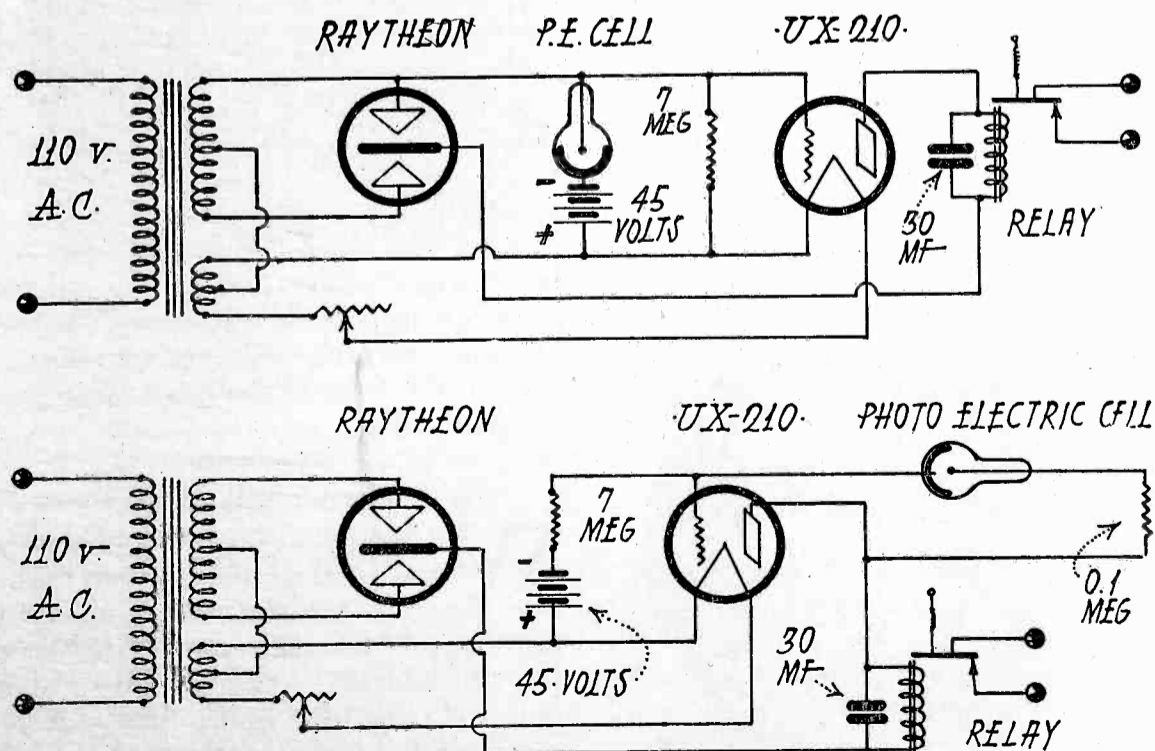 RAYTHEON
P.E. CELL
·UX-210·
110 v.
A.C.
7
MEG
-
+
45
VOLTS
30
MF
RELAY
RAYTHEON
·UX-210·
PHOTO ELECTRIC CELL
110 v
A.C.
7
MEG
-
+
45·VOLTS
30
MF.
0.1
MEG
RELAY